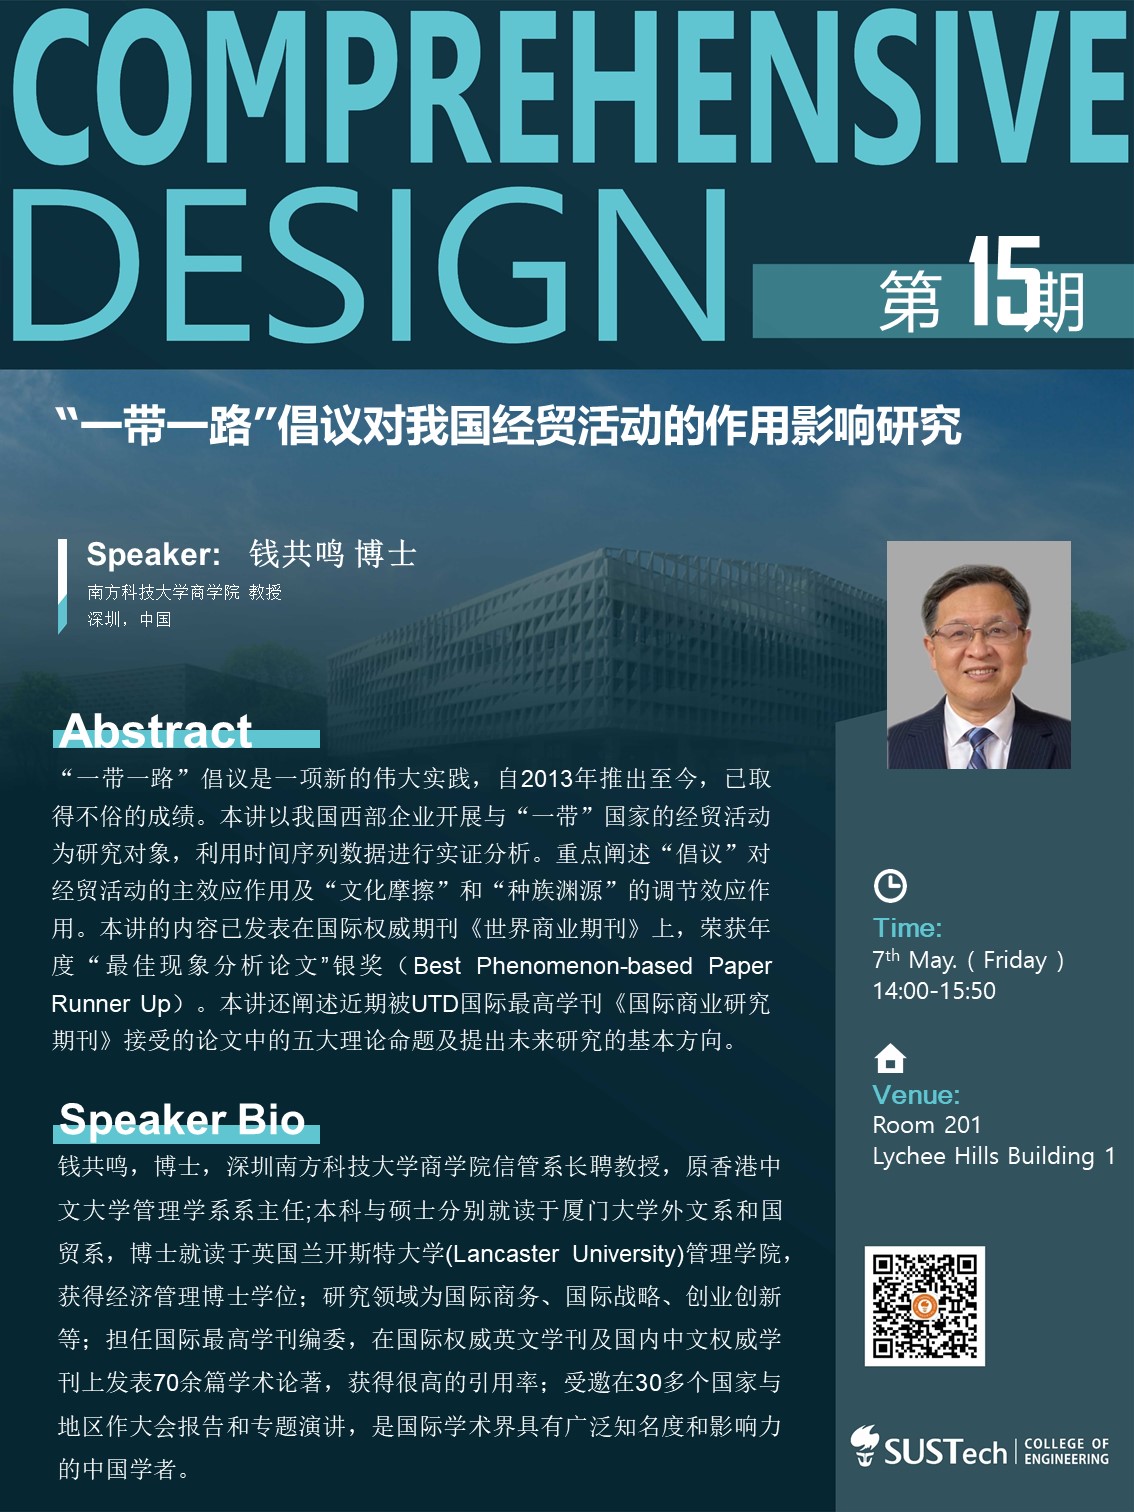 COMPREHENSIVE
DESIGN
第 15期
“一带一路”倡议对我国经贸活动的作用影响研究
Speaker: 钱共鸣 博士
南方科技大学商学院 教授
深圳，中国
Abstract
“一带一路”倡议是一项新的伟大实践，自2013年推出至今，已取
得不俗的成绩。本讲以我国西部企业开展与“一带”国家的经贸活动
为研究对象，利用时间序列数据进行实证分析。重点阐述“倡议”对
经贸活动的主效应作用及“文化摩擦”和“种族渊源”的调节效应作
用。本讲的内容已发表在国际权威期刊《世界商业期刊》上，荣获年
度“最佳现象分析论文”银奖（Best Phenomenon-based Paper
Runner Up）。本讲还阐述近期被UTD国际最高学刊《国际商业研究
期刊》接受的论文中的五大理论命题及提出未来研究的基本方向。
Speaker Bio
钱共鸣，博士，深圳南方科技大学商学院信管系长聘教授，原香港中
文大学管理学系系主任;本科与硕士分别就读于厦门大学外文系和国
贸系，博士就读于英国兰开斯特大学(Lancaster University)管理学院，
获得经济管理博士学位；研究领域为国际商务、国际战略、创业创新
等；担任国际最高学刊编委，在国际权威英文学刊及国内中文权威学
刊上发表70余篇学术论著，获得很高的引用率；受邀在30多个国家与
地区作大会报告和专题演讲，是国际学术界具有广泛知名度和影响力
的中国学者。
Time:
7th May. ( Friday )
14:00-15:50
Venue:
Room 201
Lychee Hills Building 1
SUSTech
COLLEGE OF
ENGINEERING